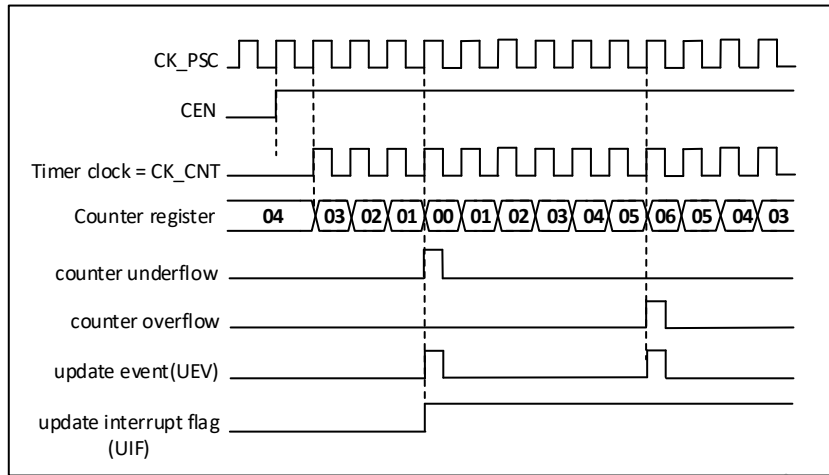 CK_PSC
CEN
Timer clock = CK_CNT
Counter register 04 03 02 01 00 01 02 03 04 05 06 05 04 03
counter underflow
counter overflow
update event(UEV)
update interrupt flag
(UIF)